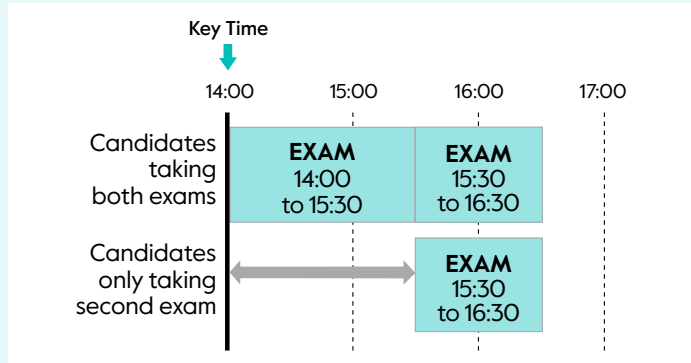 Key Time
14:00
15:00
16:00
17:00
Candidates
taking
both exams
EXAM
14:00
to 15:30
EXAM
15:30
to 16:30
Candidates
only taking
second exam
EXAM
15:30
to 16:30